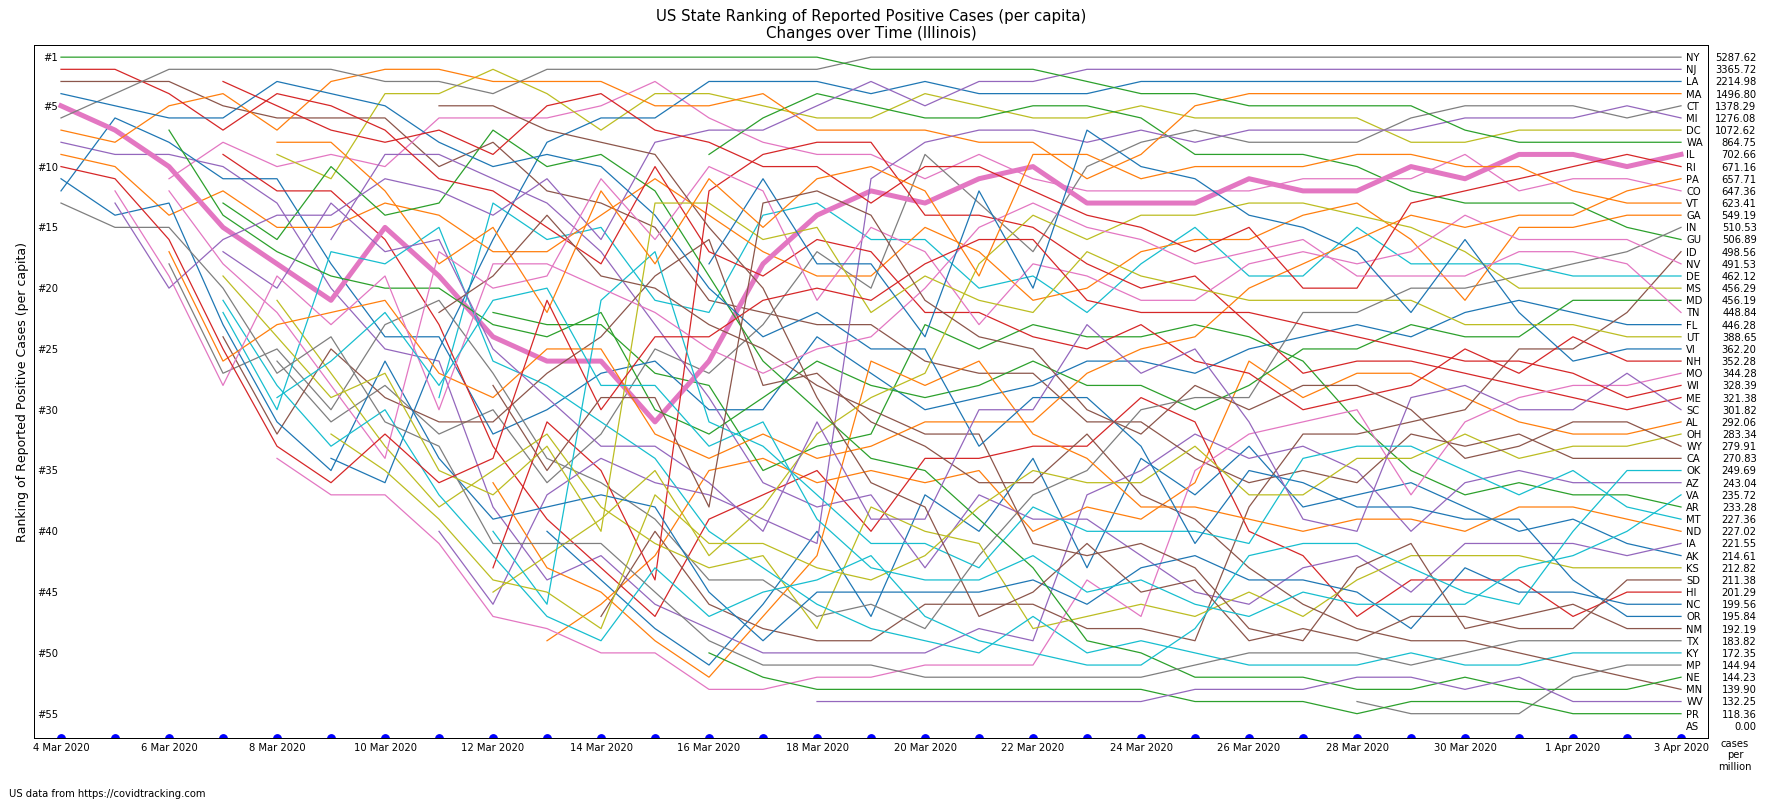 US State Ranking of Reported Positive Cases (per capita)
Changes over Time (Illinois)
Ranking of Reported Positive Cases (per capita)
#1
#5
#10
#15
#20
#25
#30
#35
#40
#45
#50
#55
NY 5287.62
NJ 3365.72
LA 2214.98
MA 1496.80
CT 1378.29
MI 1276.08
DC 1072.62
WA 864.75
IL 702.66
RI 671.16
PA 657.71
CO 647.36
VT 623.41
GA 549.19
IN 510.53
GU 506.89
ID 498.56
NV 491.53
DE 462.12
MS 456.29
MD 456.19
TN 448.84
FL 446.28
UT 388.65
VI 362.20
NH 352.28
MO 344.28
WI 328.39
ME 321.38
SC 301.82
AL 292.06
OH 283.34
WY 279.91
CA 270.83
OK 249.69
AZ 243.04
VA 235.72
AR 233.28
MT 227.36
ND 227.02
IA 221.55
AK 214.61
KS 212.82
SD 211.38
HI 201.29
NC 199.56
OR 195.84
NM 192.19
TX 183.82
KY 172.35
MP 144.94
NE 144.23
MN 139.90
WV 132.25
PR 118.36
AS 0.00
4 Mar 2020 6 Mar 2020 8 Mar 2020 10 Mar 2020 12 Mar 2020 14 Mar 2020 16 Mar 2020 18 Mar 2020 20 Mar 2020 22 Mar 2020 24 Mar 2020 26 Mar 2020 28 Mar 2020 30 Mar 2020 1 Apr 2020 3 Apr 2020
cases
per
million
US data from https://covidtracking.com